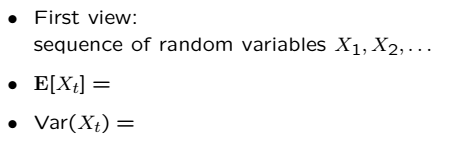 • First view:
sequence of random variables X₁, X₂, …
• E[Xₜ] =
• Var(Xₜ) =